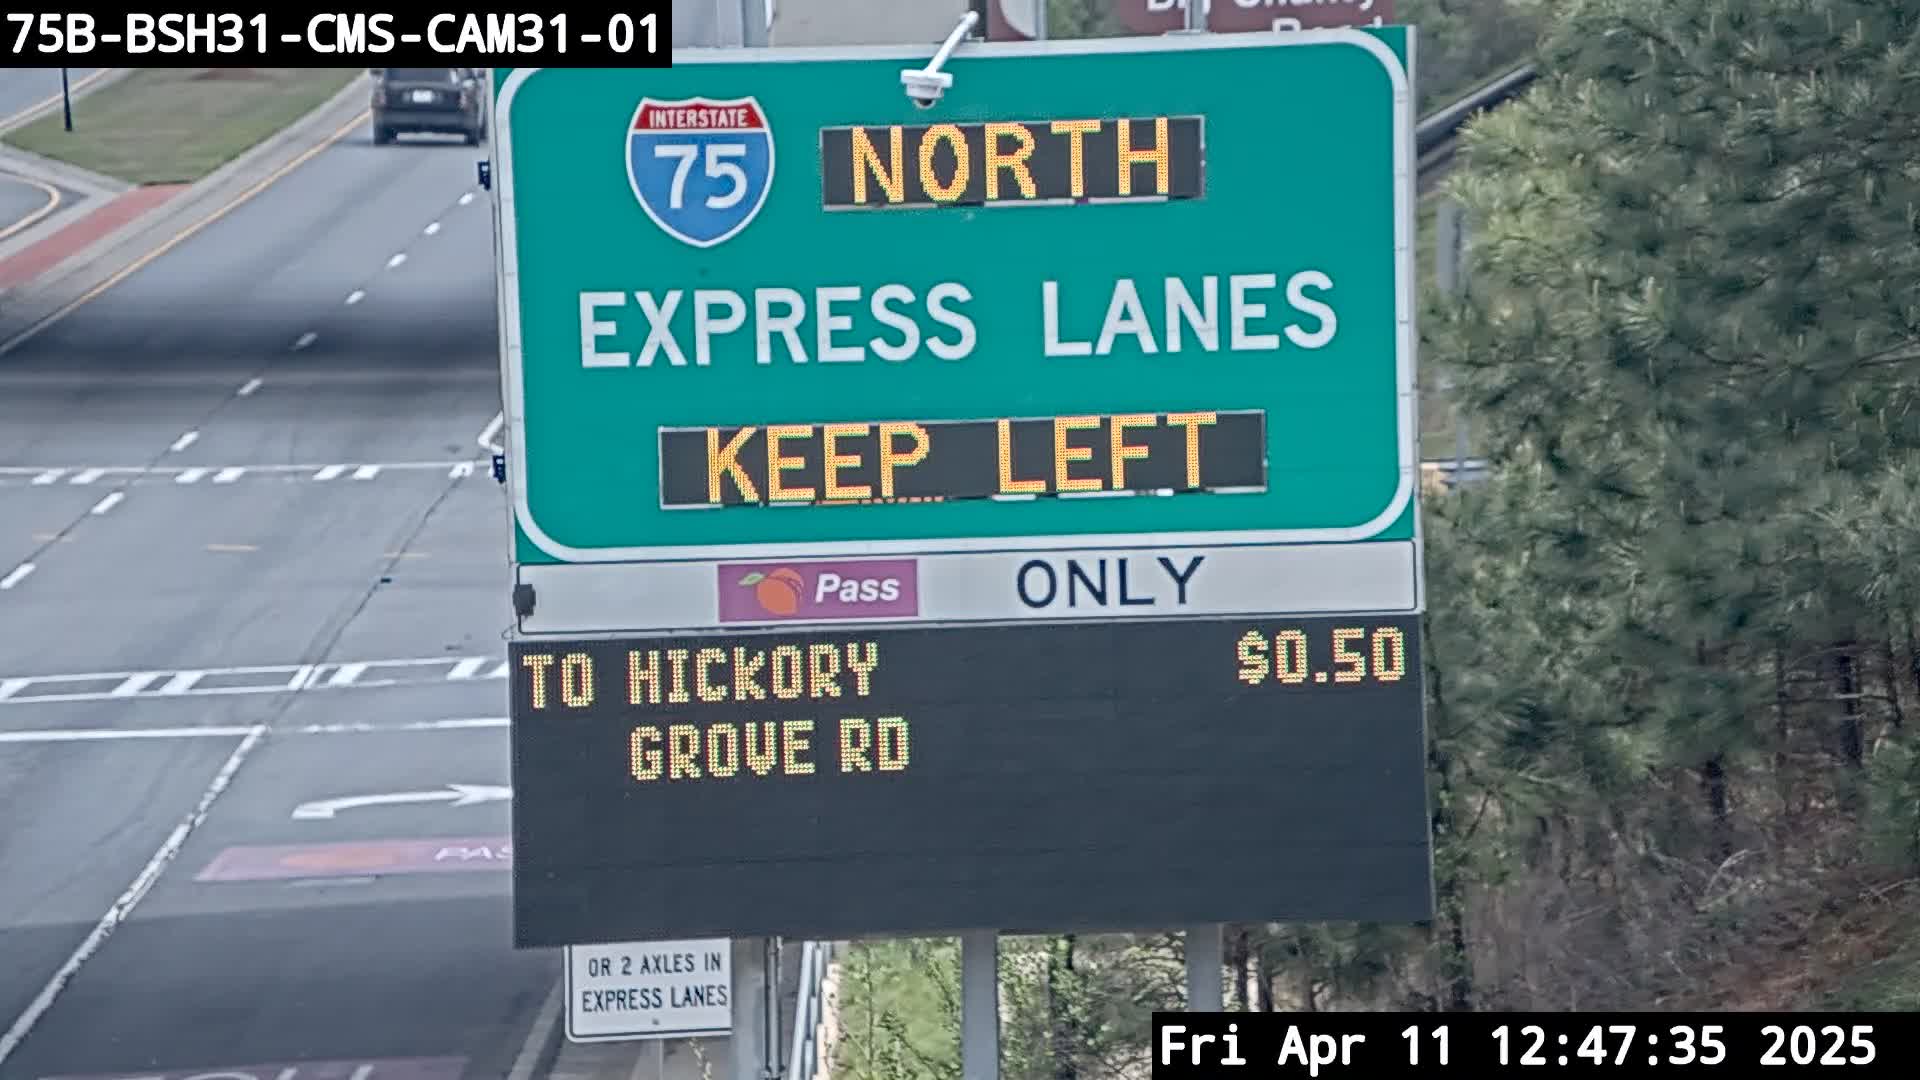 75B-BSH31-CMS-CAM31-01
INTERSTATE
75
NORTH
EXPRESS LANES
KEEP LEFT
Pass ONLY
TO HICKORY $0.50
GROVE RD
OR 2 AXLES IN
EXPRESS LANES
Fri Apr 11 12:47:35 2025